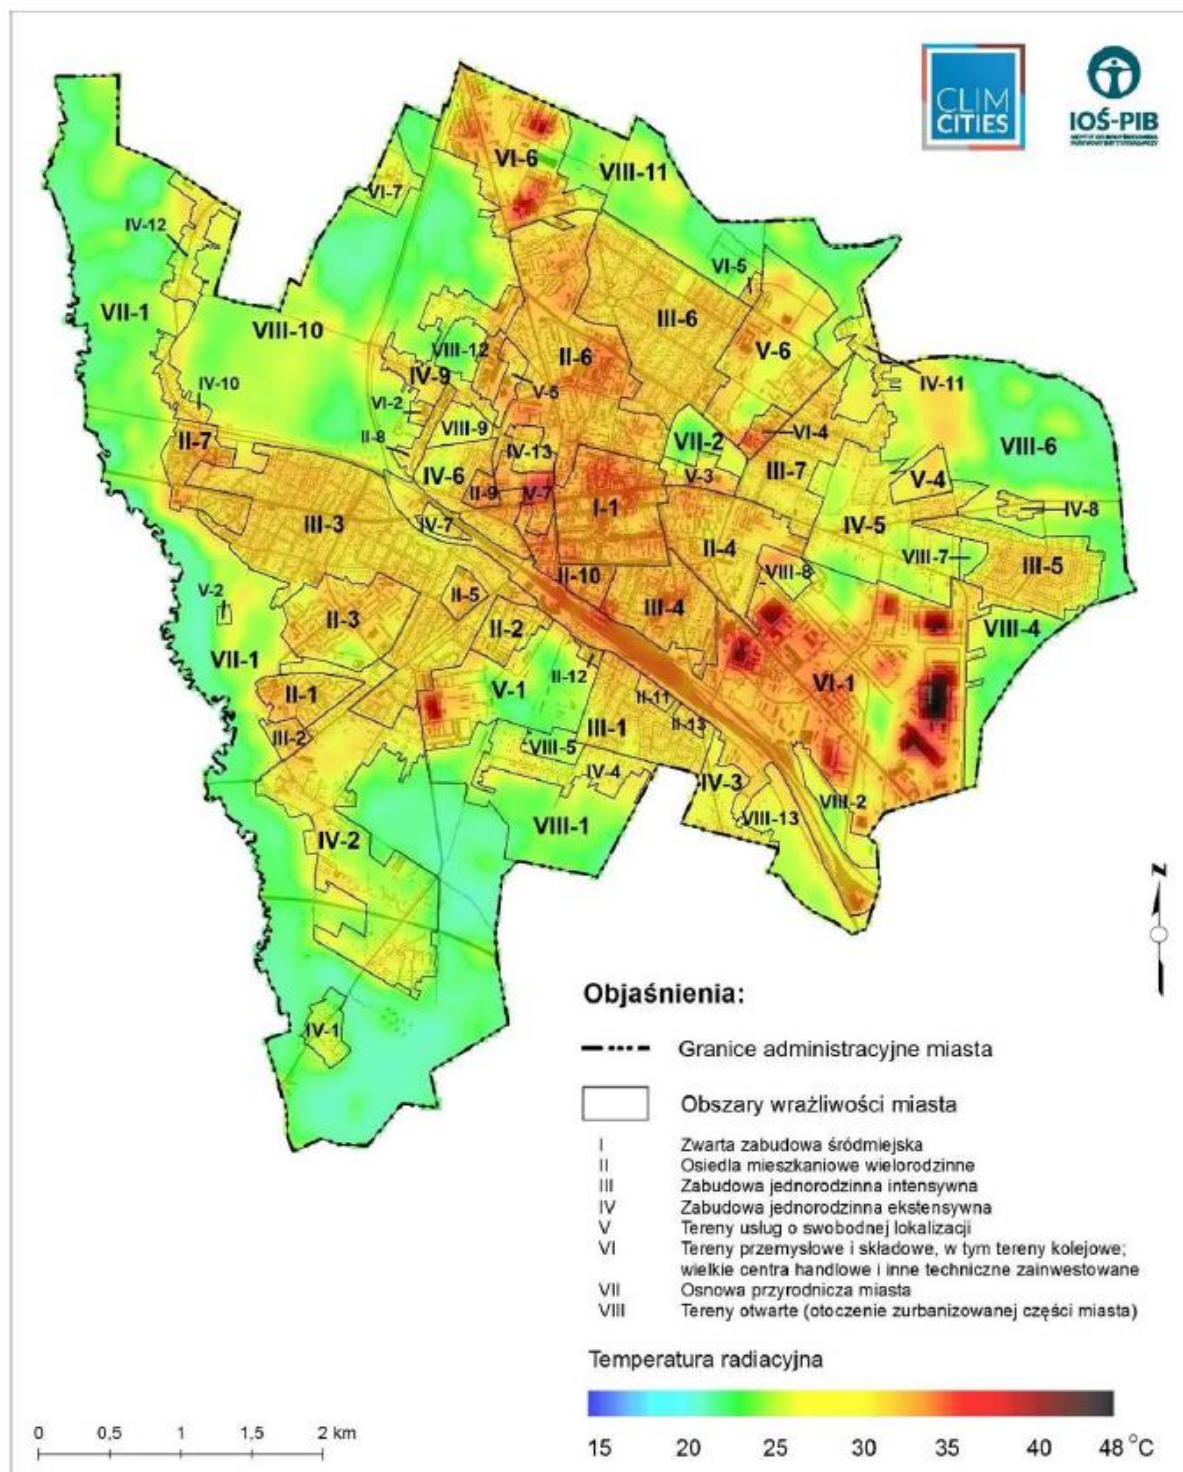 CLIM
CITIES
IOŚ-PIB
VI-6
VIII-11
VI-7
IV-12
VI-5
VII-1
VIII-10
III-6
VIII-12
II-6
V-6
IV-9
IV-10
V-5
IV-11
VI-2
VIII-9
VI-4
II-7
II-8
VII-2
VIII-6
IV-13
III-7
IV-6
V-3
V-4
II-9
IV-7
I-1
III-3
IV-7
IV-5
IV-8
II-4
VIII-7
III-5
VIII-8
II-10
V-2
II-5
III-4
II-3
II-2
VIII-4
VII-1
II-12
VI-1
V-1
II-1
II-11
III-2
III-1
II-13
VIII-5
IV-4
IV-3
VIII-2
VIII-13
VIII-1
IV-2
IV-1
N
Objaśnienia:
Granice administracyjne miasta
Obszary wrażliwości miasta
I Zwarta zabudowa śródmiejska
II Osiedla mieszkaniowe wielorodzinne
III Zabudowa jednorodzinna intensywna
IV Zabudowa jednorodzinna ekstensywna
V Tereny usług o swobodnej lokalizacji
VI Tereny przemysłowe i składowe, w tym tereny kolejowe;
wielkie centra handlowe i inne techniczne zainwestowane
VII Osnowa przyrodnicza miasta
VIII Tereny otwarte (otoczenie zurbanizowanej części miasta)
Temperatura radiacyjna
15 20 25 30 35 40 48 °C
0 0,5 1 1,5 2 km